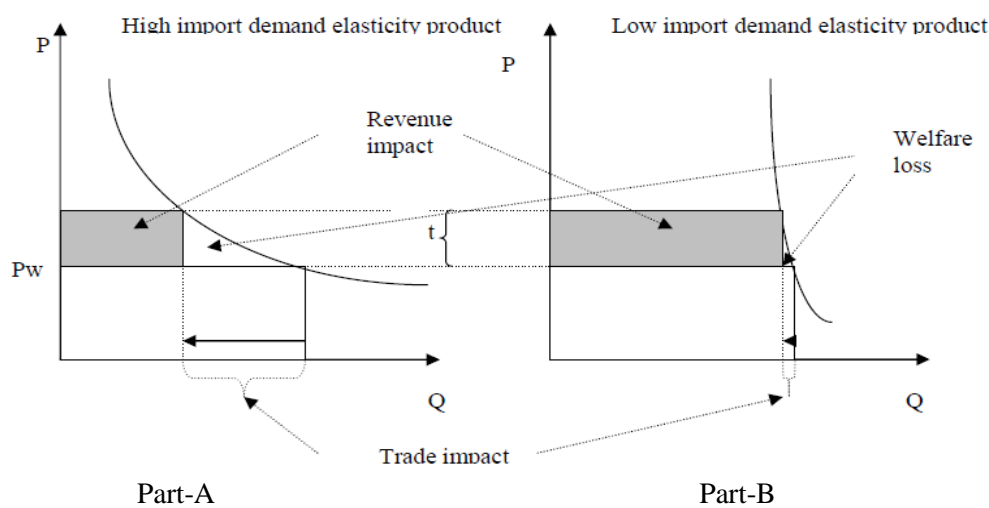 High import demand elasticity product
Low import demand elasticity product
P
P
Revenue
impact
Welfare
loss
t
Pw
Q
Q
Trade impact
Part-A
Part-B